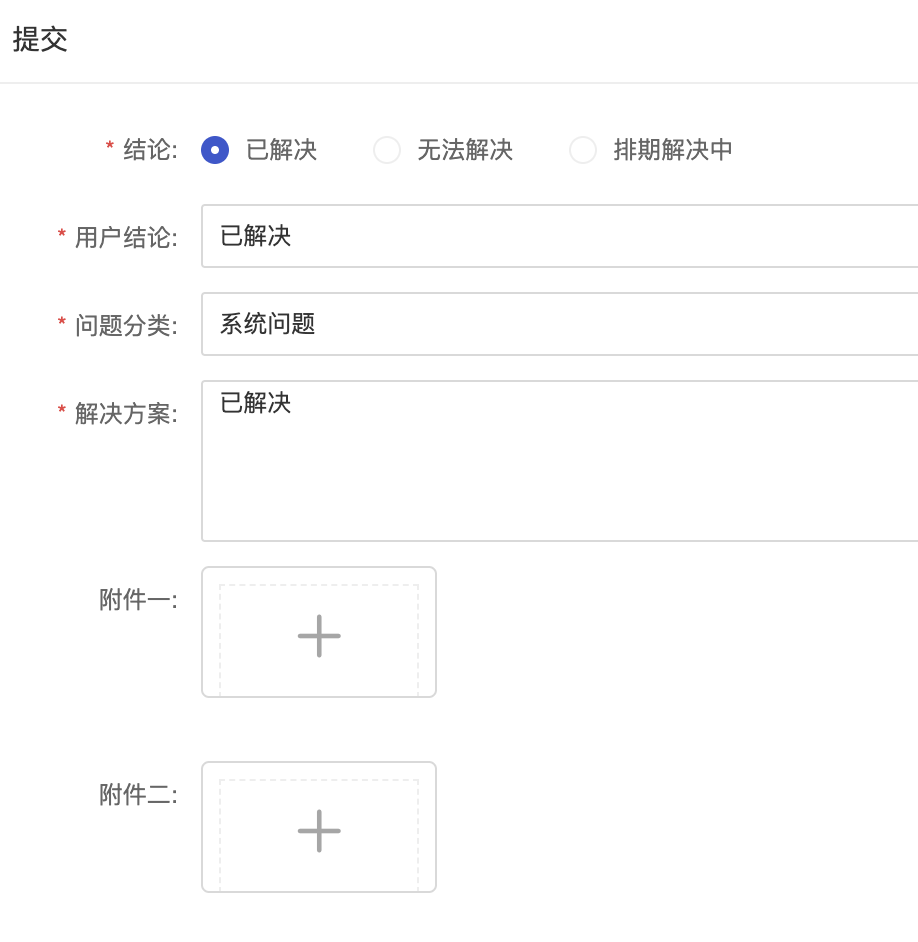 提交
* 结论: 已解决 无法解决 排期解决中
* 用户结论: 已解决
* 问题分类: 系统问题
* 解决方案: 已解决
附件一:
附件二: